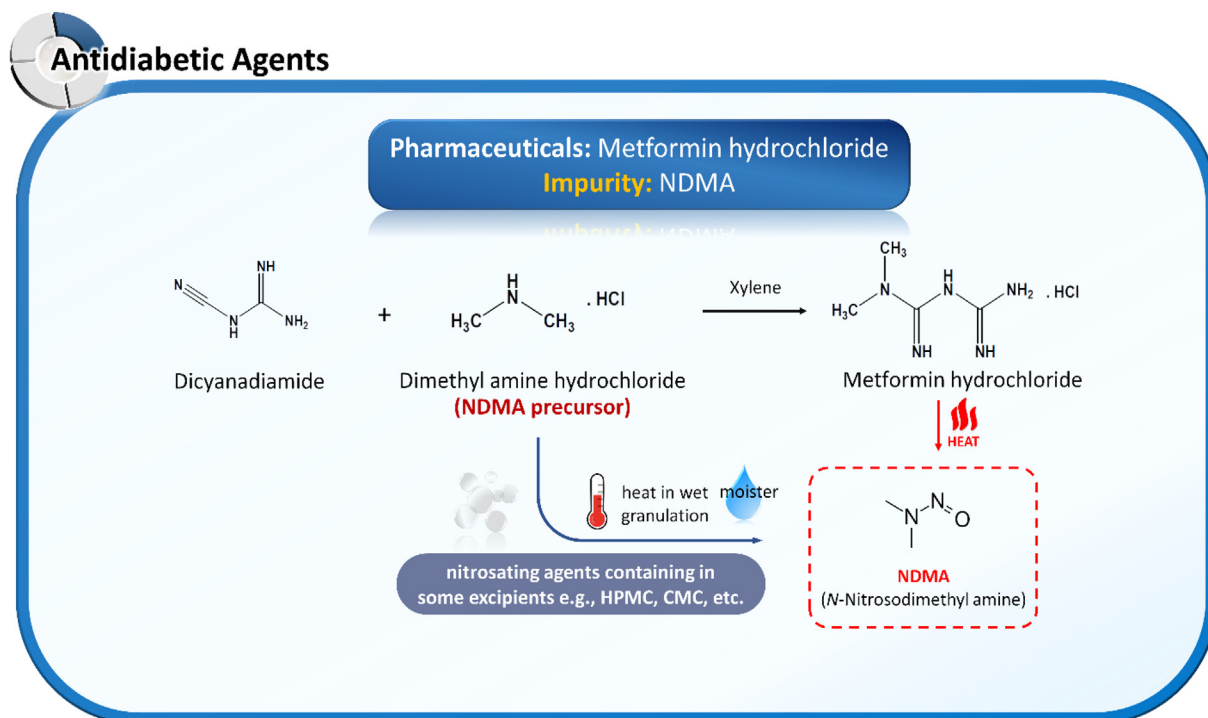 Antidiabetic Agents
Pharmaceuticals: Metformin hydrochloride
Impurity: NDMA
N
NH
N
H
NH2
+
H
N
H3C
CH3
. HCl
Xylene
CH3
H3C
N
H
N
NH2
. HCl
NH
NH
Dicyanadiamide
Dimethyl amine hydrochloride
(NDMA precursor)
Metformin hydrochloride
HEAT
heat in wet
granulation
moister
nitrosating agents containing in
some excipients e.g., HPMC, CMC, etc.
N
N
O
NDMA
(N-Nitrosodimethyl amine)